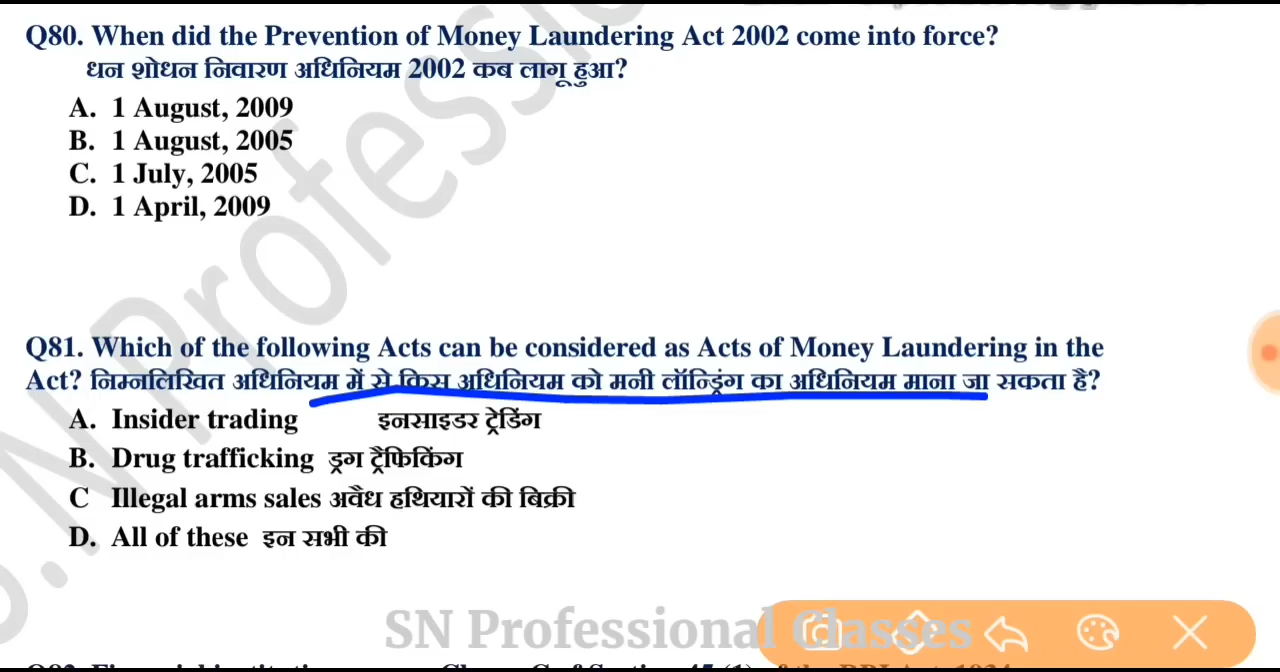 Q80. When did the Prevention of Money Laundering Act 2002 come into force?
धन शोधन निवारण अधिनियम 2002 कब लागू हुआ?
A. 1 August, 2009
B. 1 August, 2005
C. 1 July, 2005
D. 1 April, 2009
Q81. Which of the following Acts can be considered as Acts of Money Laundering in the
Act? निम्नलिखित अधिनियम में से किस अधिनियम को मनी लॉन्ड्रिंग का अधिनियम माना जा सकता है?
A. Insider trading इनसाइडर ट्रेडिंग
B. Drug trafficking ड्रग ट्रैफिकिंग
C Illegal arms sales अवैध हथियारों की बिक्री
D. All of these इन सभी की
SN Professional Classes
S.N Professi